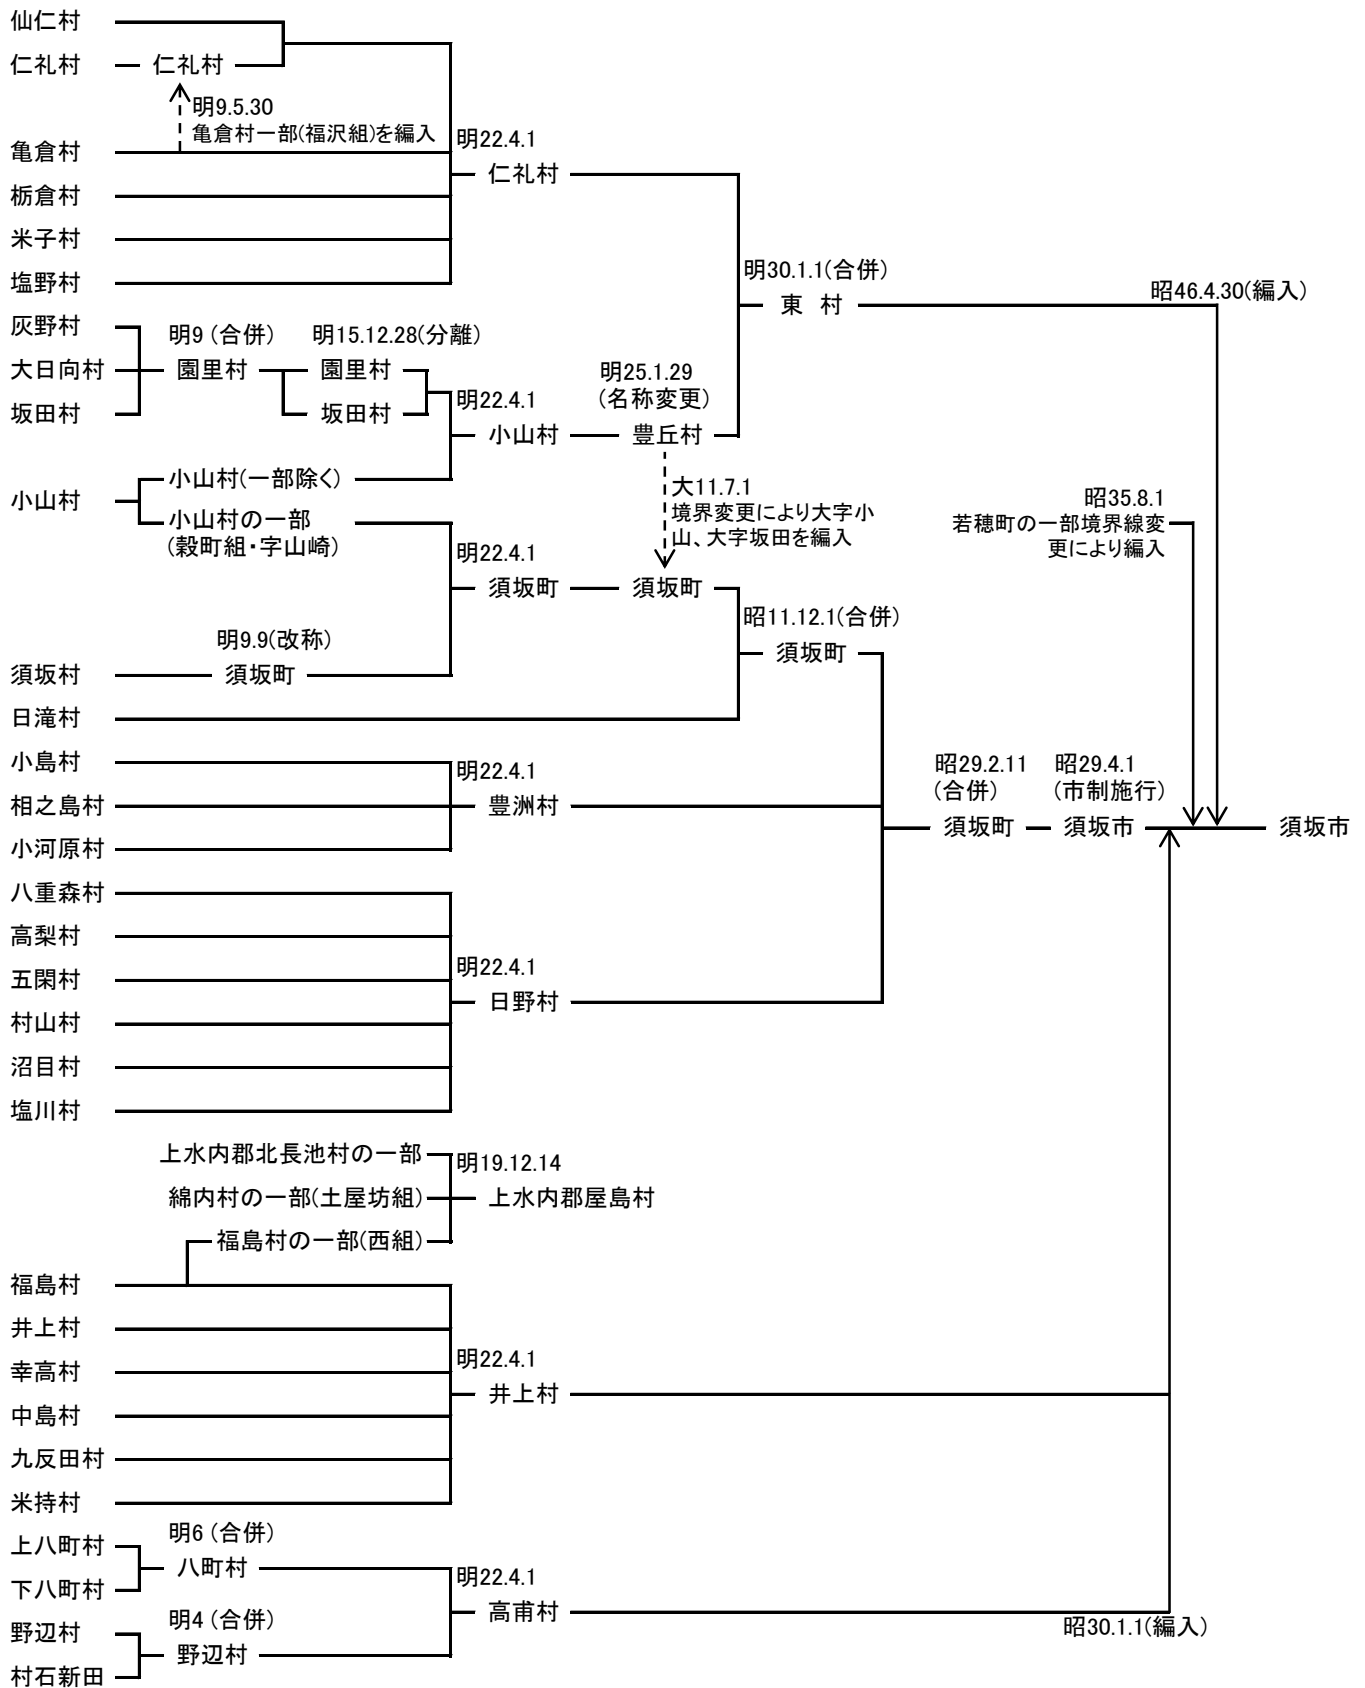 仙仁村
仁礼村 仁礼村
明9.5.30
亀倉村一部(福沢組)を編入
亀倉村
明22.4.1
仁礼村
栃倉村
米子村
塩野村
明30.1.1(合併)
東 村
昭46.4.30(編入)
灰野村
大日向村
坂田村
明9 (合併)
園里村
明15.12.28(分離)
園里村
坂田村
明22.4.1
小山村
明25.1.29
(名称変更)
豊丘村
小山村
小山村(一部除く)
小山村の一部
(穀町組・字山崎)
大11.7.1
境界変更により大字小
山、大字坂田を編入
昭35.8.1
若穂町の一部境界線変
更により編入
明22.4.1
須坂町 須坂町
昭11.12.1(合併)
須坂町
明9.9(改称)
須坂村 須坂町
日滝村
小島村
相之島村
小河原村
明22.4.1
豊洲村
昭29.2.11
(合併)
須坂町
昭29.4.1
(市制施行)
須坂市 須坂市
八重森村
高梨村
五閑村
村山村
沼目村
塩川村
明22.4.1
日野村
上水内郡北長池村の一部
綿内村の一部(土屋坊組)
福島村の一部(西組)
明19.12.14
上水内郡屋島村
福島村
井上村
幸高村
中島村
九反田村
米持村
明22.4.1
井上村
上八町村
下八町村
明6 (合併)
八町村
野辺村
村石新田
明4 (合併)
野辺村
明22.4.1
高甫村
昭30.1.1(編入)